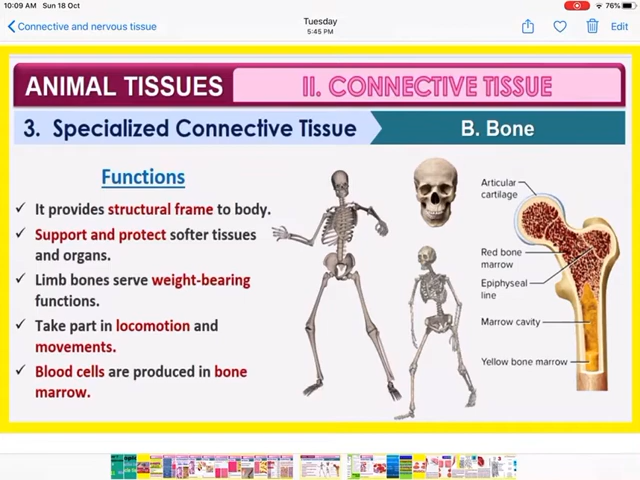 10:09 AM Sun 18 Oct
76%
Connective and nervous tissue
Tuesday
5:45 PM
Edit
ANIMAL TISSUES
II. CONNECTIVE TISSUE
3. Specialized Connective Tissue
B. Bone
Functions
✓ It provides structural frame to body.
✓ Support and protect softer tissues
and organs.
✓ Limb bones serve weight-bearing
functions.
✓ Take part in locomotion and
movements.
✓ Blood cells are produced in bone
marrow.
Articular
cartilage
Red bone
marrow
Epiphyseal
line
Marrow cavity
Yellow bone marrow